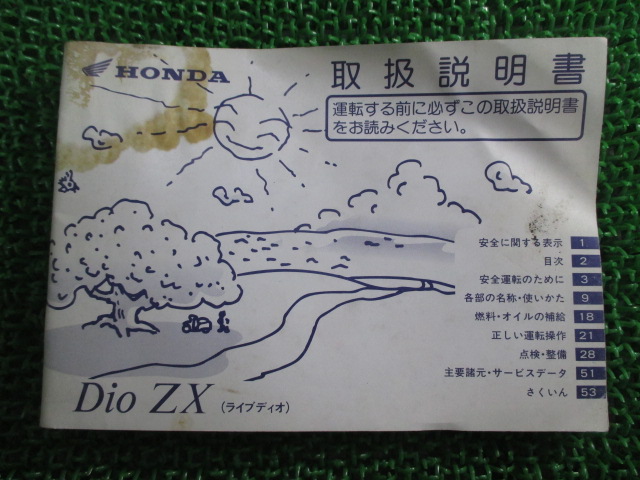 HONDA
取扱説明書
運転する前に必ずこの取扱説明書
をお読みください。
安全に関する表示 1
目次 2
安全運転のために 3
各部の名称・使いかた 9
燃料・オイルの補給 18
正しい運転操作 21
点検・整備 28
主要諸元・サービスデータ 51
さくいん 53
Dio ZX (ライブディオ)